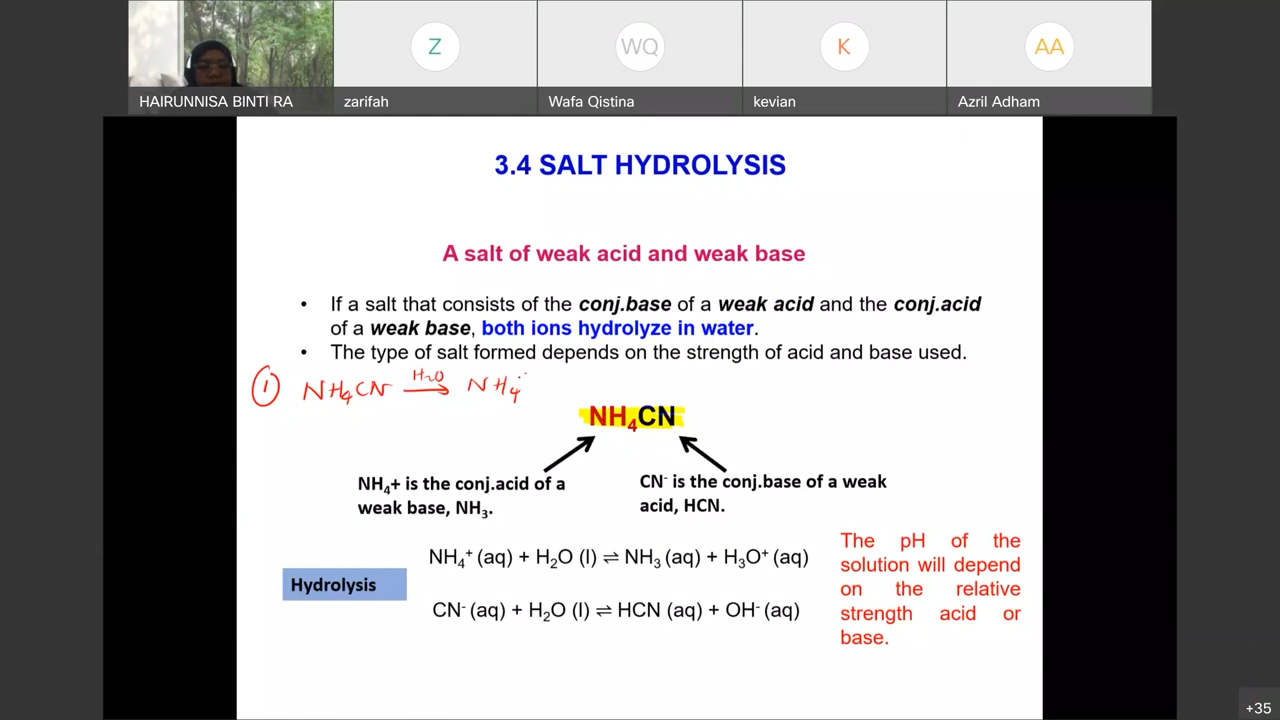 Z
WQ
K
AA
HAIRUNNISA BINTI RA
zarifah
Wafa Qistina
kevian
Azril Adham
3.4 SALT HYDROLYSIS
A salt of weak acid and weak base
• If a salt that consists of the conj.base of a weak acid and the conj.acid
of a weak base, both ions hydrolyze in water.
• The type of salt formed depends on the strength of acid and base used.
① NH₄CN →H₂O NH₄
NH₄CN
NH₄+ is the conj.acid of a
weak base, NH₃.
CN⁻ is the conj.base of a weak
acid, HCN.
Hydrolysis
NH₄⁺ (aq) + H₂O (l) ⇌ NH₃ (aq) + H₃O⁺ (aq)
CN⁻ (aq) + H₂O (l) ⇌ HCN (aq) + OH⁻ (aq)
The pH of the
solution will depend
on the relative
strength acid or
base.
+35